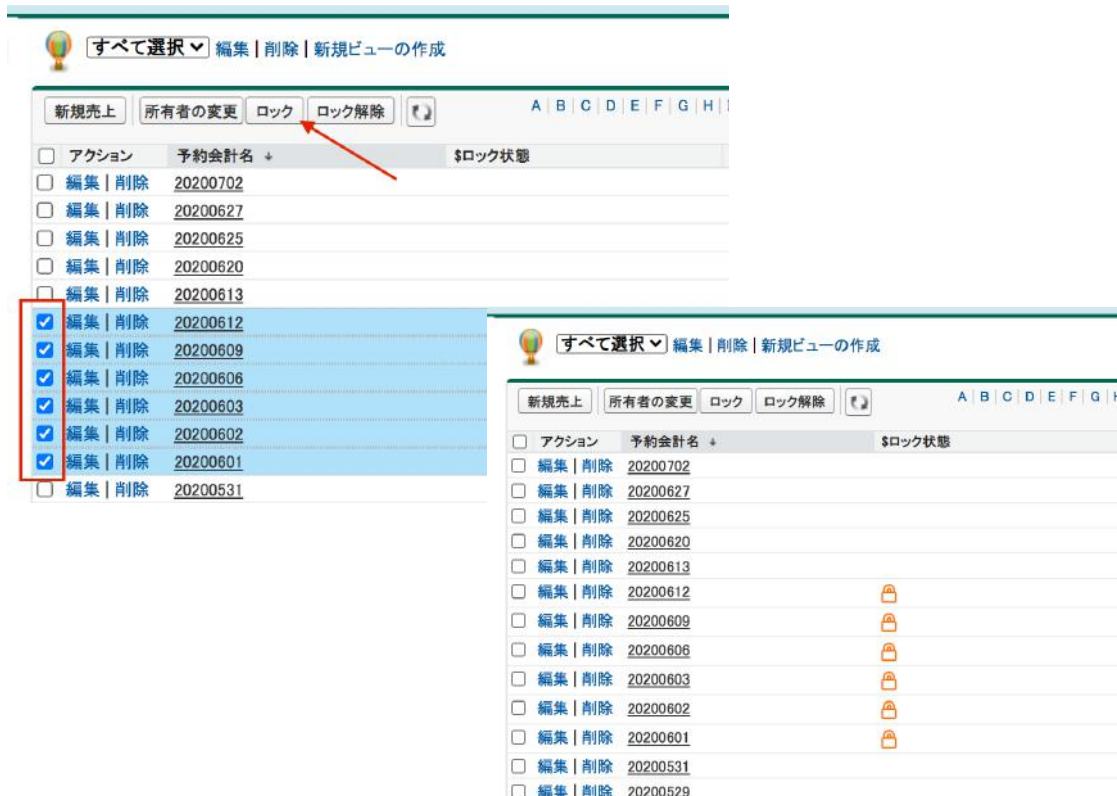 すべて選択 編集 | 削除 | 新規ビューの作成
新規売上 所有者の変更 ロック ロック解除 A | B | C | D | E | F | G | H |
アクション 予約会計名 ↓ $ロック状態
編集 | 削除 20200702
編集 | 削除 20200627
編集 | 削除 20200625
編集 | 削除 20200620
編集 | 削除 20200613
編集 | 削除 20200612
編集 | 削除 20200609
編集 | 削除 20200606
編集 | 削除 20200603
編集 | 削除 20200602
編集 | 削除 20200601
編集 | 削除 20200531
すべて選択 編集 | 削除 | 新規ビューの作成
新規売上 所有者の変更 ロック ロック解除 A | B | C | D | E | F | G | H
アクション 予約会計名 ↓ $ロック状態
編集 | 削除 20200702
編集 | 削除 20200627
編集 | 削除 20200625
編集 | 削除 20200620
編集 | 削除 20200613
編集 | 削除 20200612
編集 | 削除 20200609
編集 | 削除 20200606
編集 | 削除 20200603
編集 | 削除 20200602
編集 | 削除 20200601
編集 | 削除 20200531
編集 | 削除 20200529